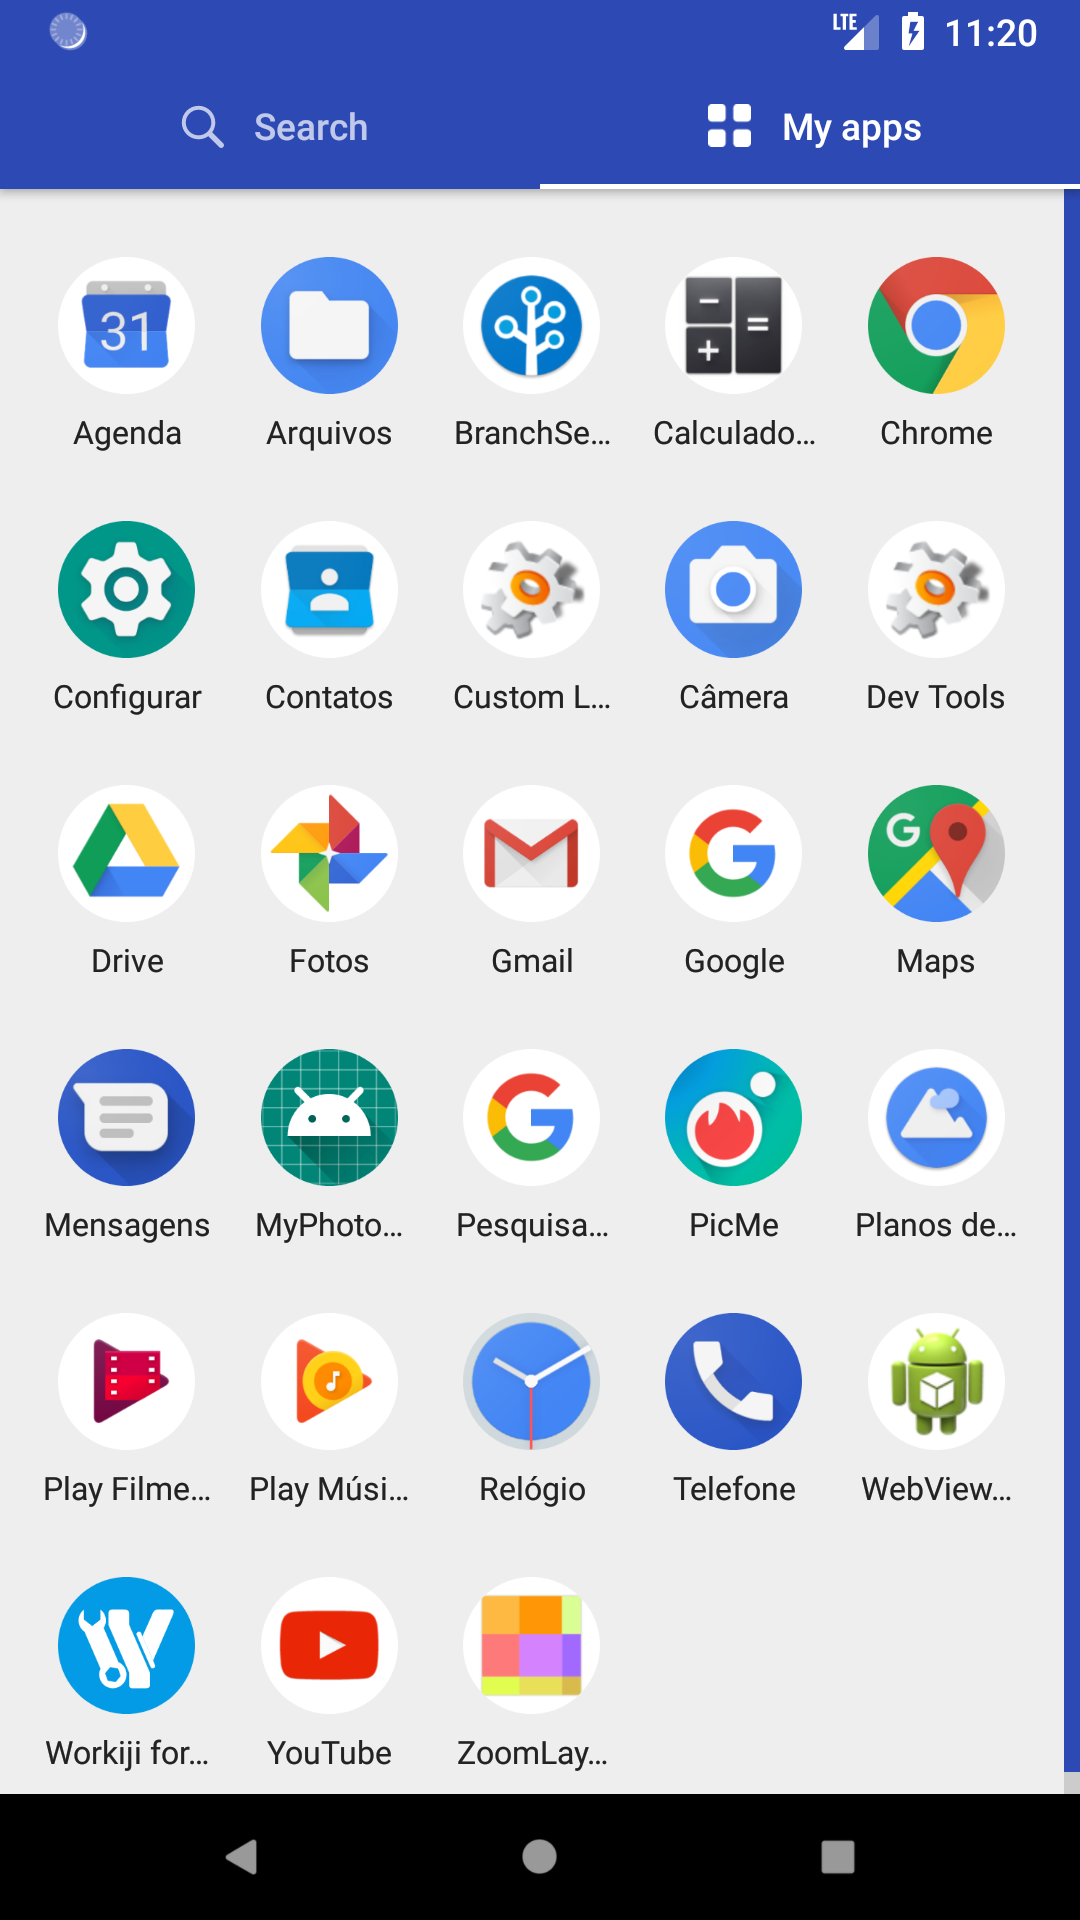 LTE 11:20
Search My apps
31
Agenda Arquivos BranchSe... Calculado... Chrome
Configurar Contatos Custom L... Câmera Dev Tools
G
Drive Fotos Gmail Google Maps
Mensagens MyPhoto... Pesquisa... PicMe Planos de...
Play Filme... Play Músi... Relógio Telefone WebView...
Workiji for... YouTube ZoomLay...